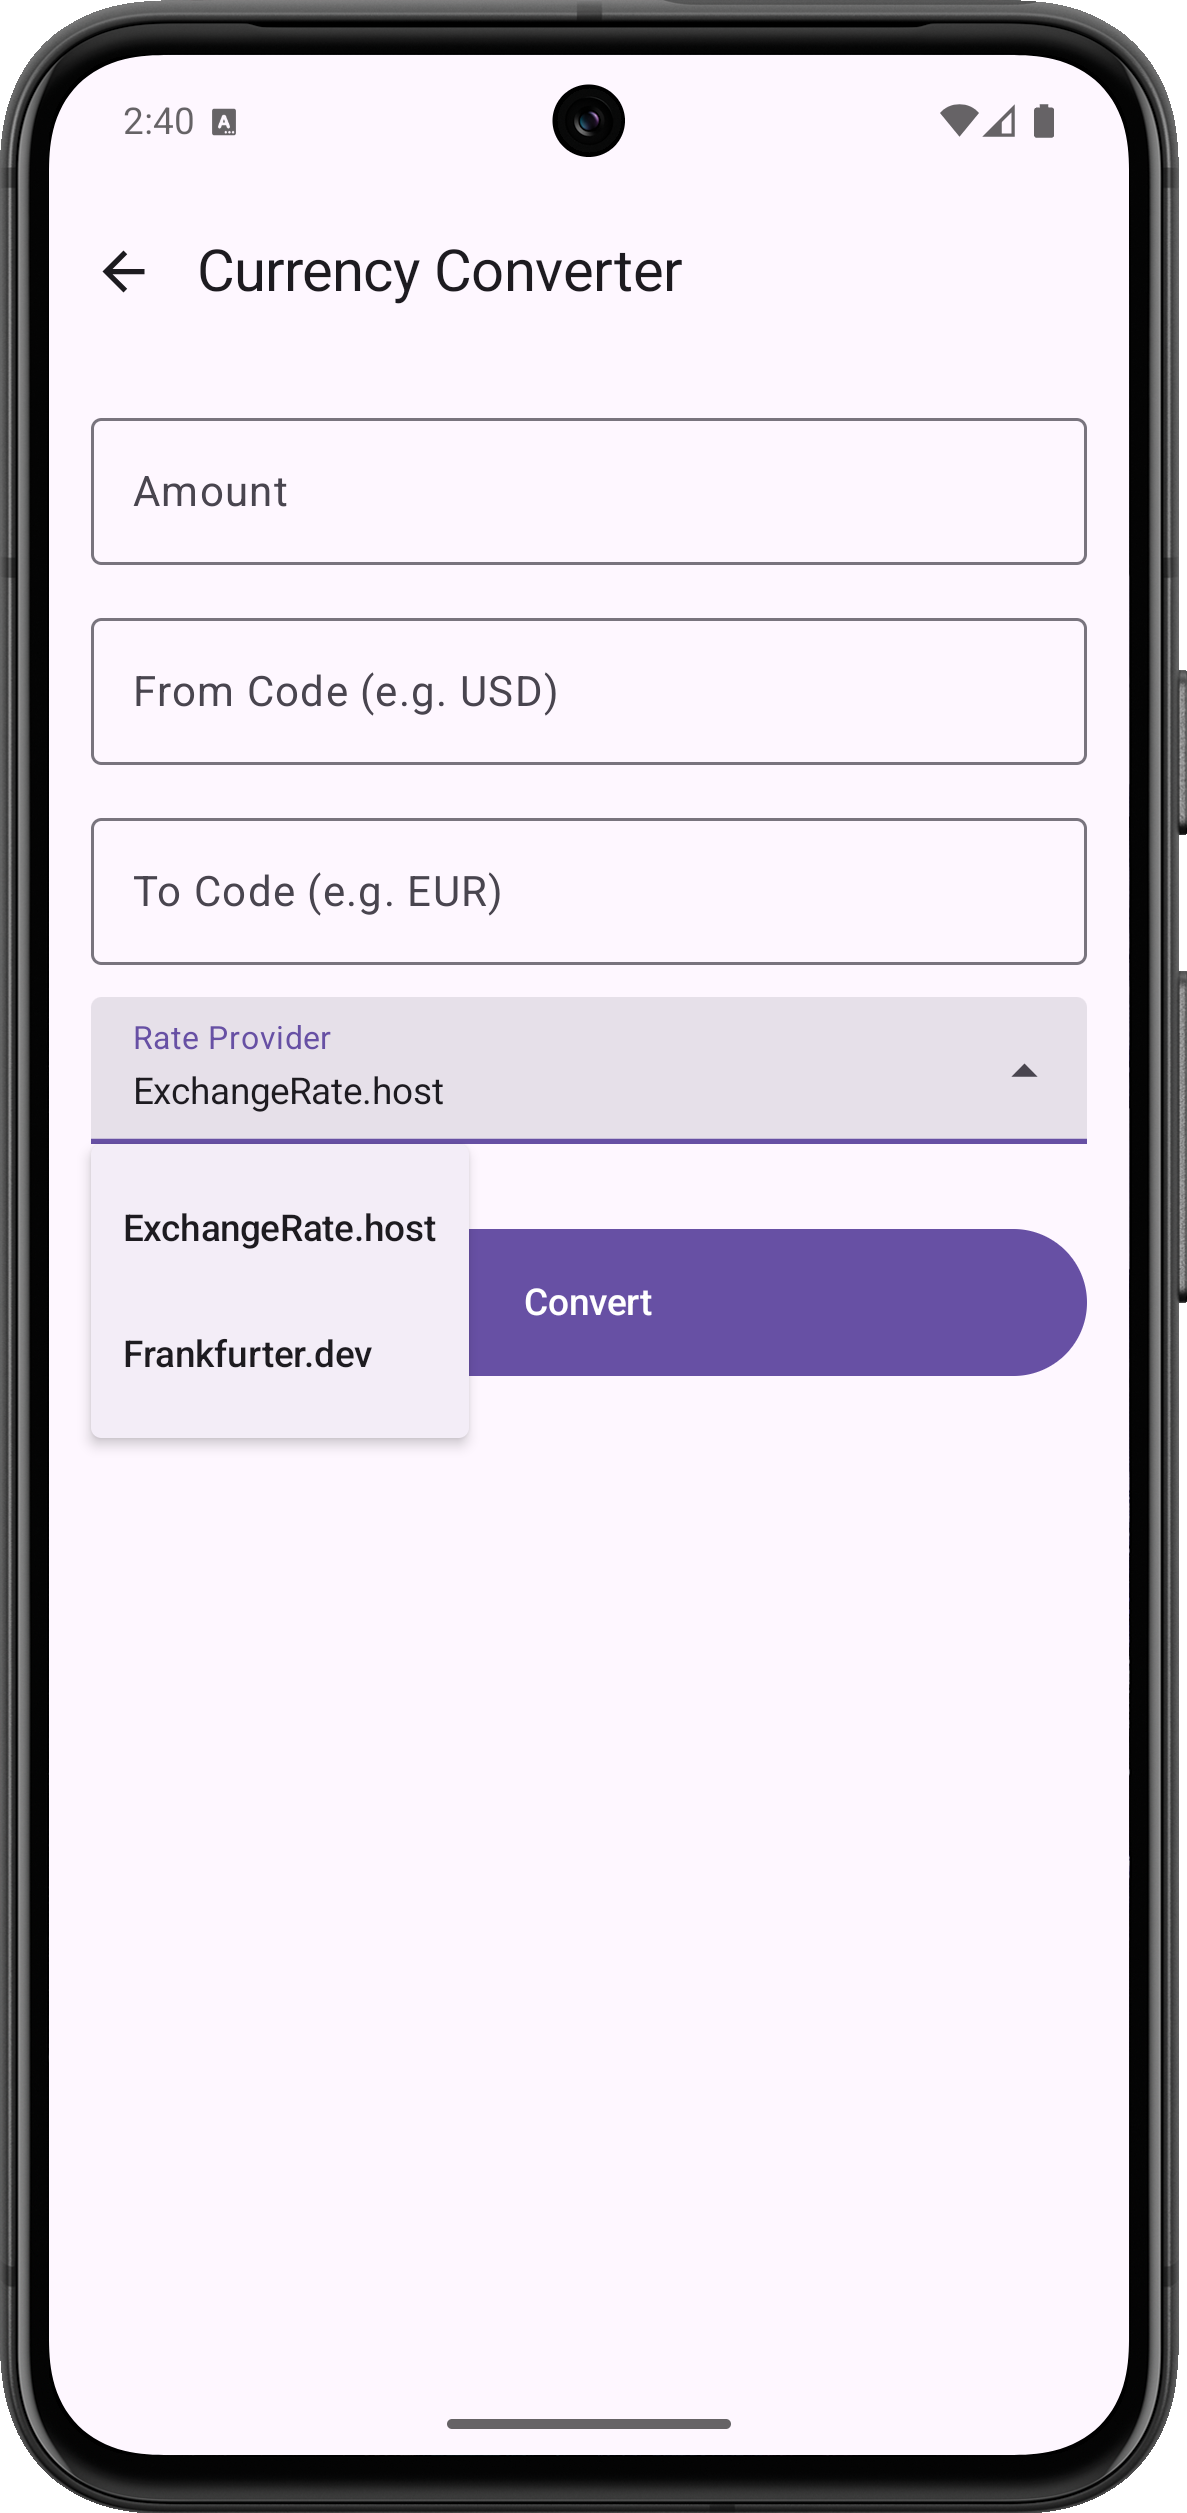 2:40
Currency Converter
Amount
From Code (e.g. USD)
To Code (e.g. EUR)
Rate Provider
ExchangeRate.host
ExchangeRate.host
Convert
Frankfurter.dev